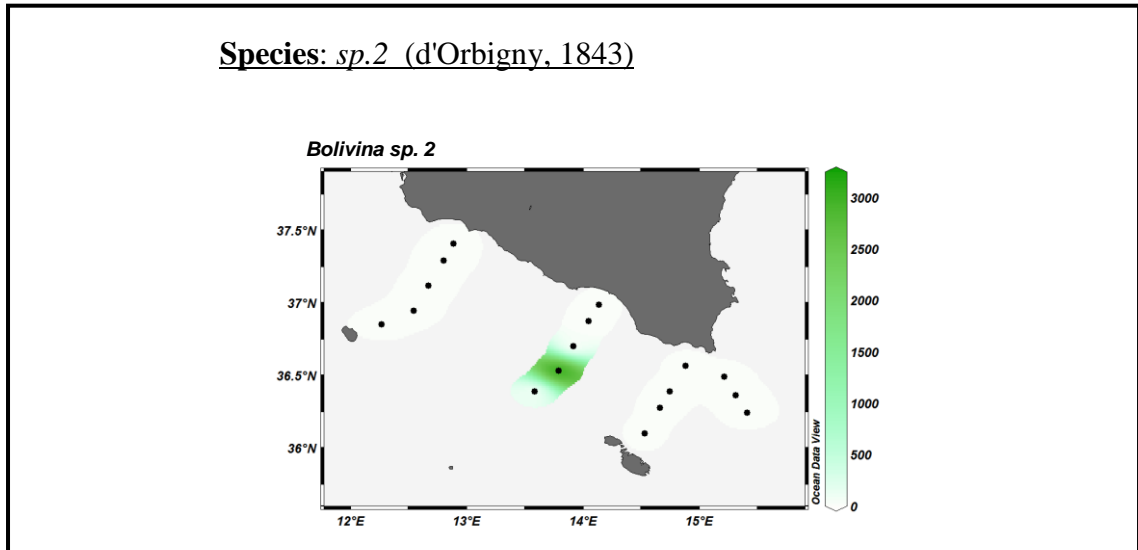 Species: sp.2 (d'Orbigny, 1843)
Bolivina sp. 2
37.5°N
37°N
36.5°N
36°N
12°E 13°E 14°E 15°E
3000
2500
2000
1500
1000
500
0
Ocean Data View